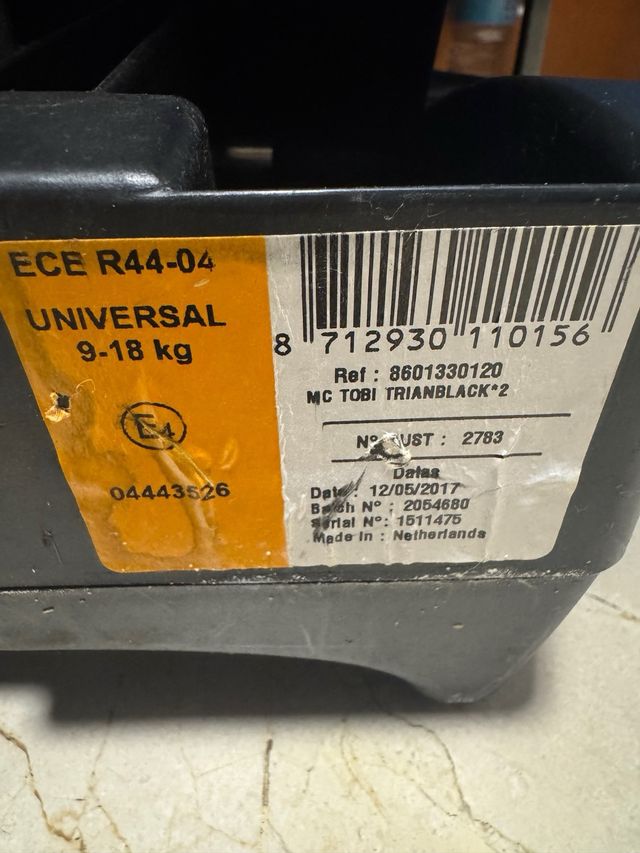 ECE R44-04
UNIVERSAL
9-18 kg
E4
04443526
8 712930 110156
Ref : 8601330120
MC TOBI TRIANBLACK*2
N° CUST : 2783
Datas
Date : 12/05/2017
Batch N° : 2054680
Serial N° : 1511475
Made In : Netherlands